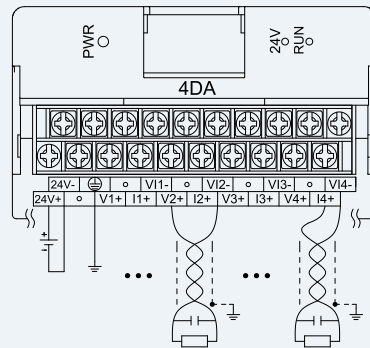 PWR
24V
RUN
4DA
24V- VI1- VI2- VI3- VI4-
24V+ V1+ I1+ V2+ I2+ V3+ I3+ V4+ I4+
+
-